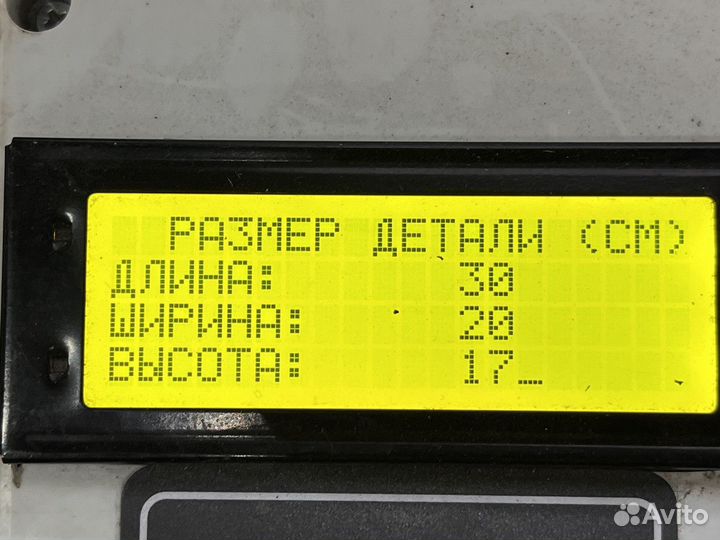 РАЗМЕР ДЕТАЛИ (СМ)
ДЛИНА: 30
ШИРИНА: 20
ВЫСОТА: 17_
Avito